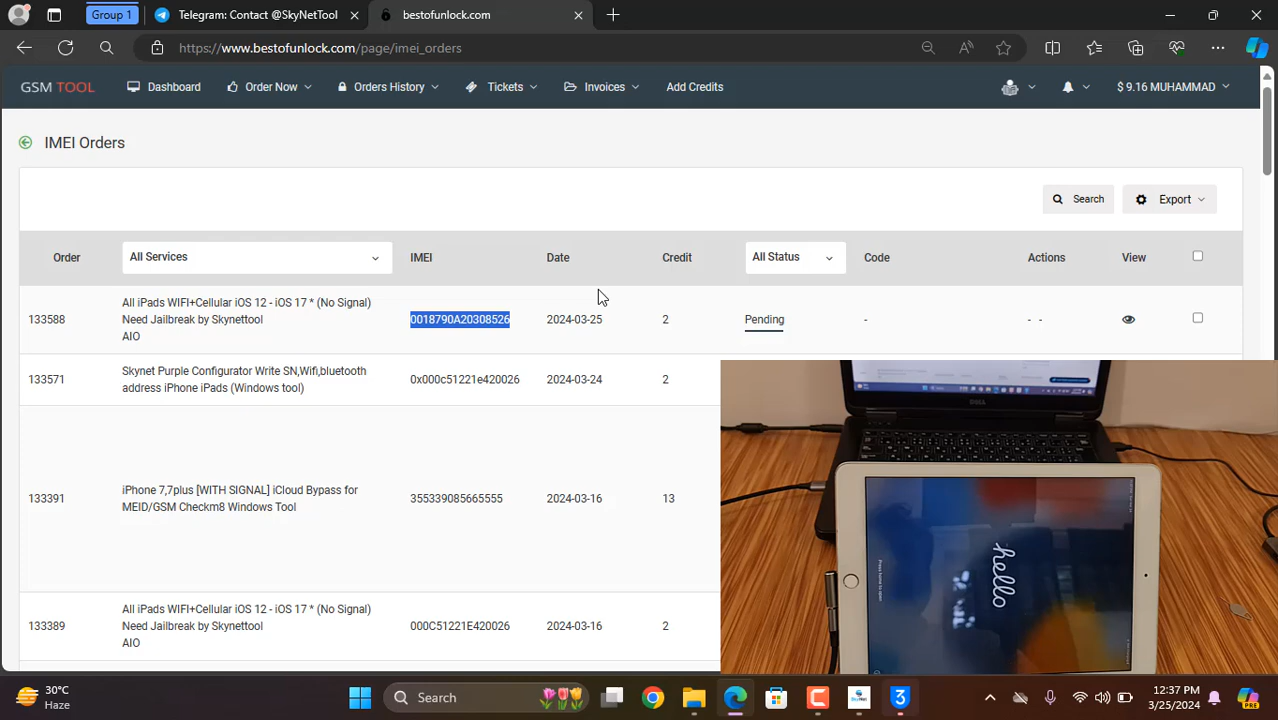 Group 1
Telegram: Contact @SkyNetTool
bestofunlock.com
https://www.bestofunlock.com/page/imei_orders
GSM TOOL
Dashboard
Order Now
Orders History
Tickets
Invoices
Add Credits
$ 9.16 MUHAMMAD
IMEI Orders
Search
Export
Order
All Services
IMEI
Date
Credit
All Status
Code
Actions
View
133588
All iPads WIFI+Cellular iOS 12 - iOS 17 * (No Signal)
Need Jailbreak by Skynettool
AIO
0018790A20308526
2024-03-25
2
Pending
-
- -
133571
Skynet Purple Configurator Write SN,Wifi,bluetooth
address iPhone iPads (Windows tool)
0x000c51221e420026
2024-03-24
2
133391
iPhone 7,7plus [WITH SIGNAL] iCloud Bypass for
MEID/GSM Checkm8 Windows Tool
355339085665555
2024-03-16
13
133389
All iPads WIFI+Cellular iOS 12 - iOS 17 * (No Signal)
Need Jailbreak by Skynettool
AIO
000C51221E420026
2024-03-16
2
DELL
hello
Press home to open
30°C
Haze
Search
12:37 PM
3/25/2024